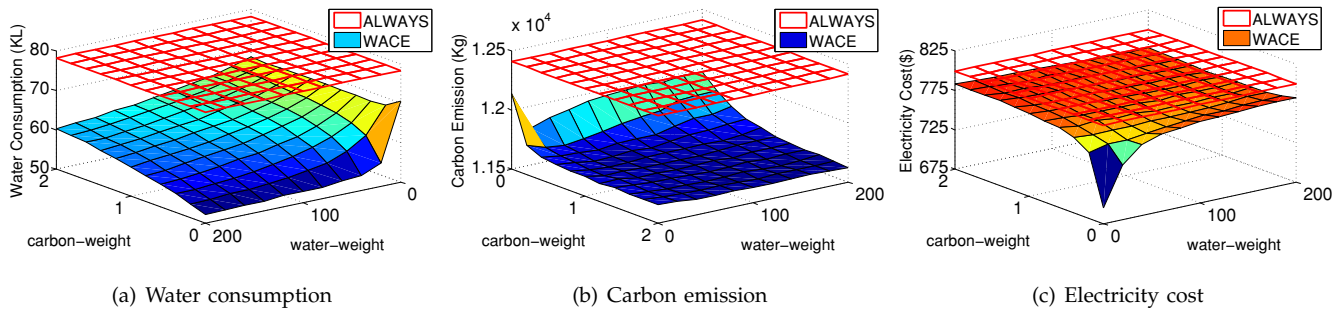 Water Consumption (KL)
80
70
60
50
2
1
0
200
100
0
carbon−weight
water−weight
ALWAYS
WACE
(a) Water consumption
x 10^4
Carbon Emission (Kg)
1.25
1.2
1.15
0
1
2
0
100
200
carbon−weight
water−weight
ALWAYS
WACE
(b) Carbon emission
Electricity Cost($)
825
775
725
675
2
1
0
0
100
200
carbon−weight
water−weight
ALWAYS
WACE
(c) Electricity cost